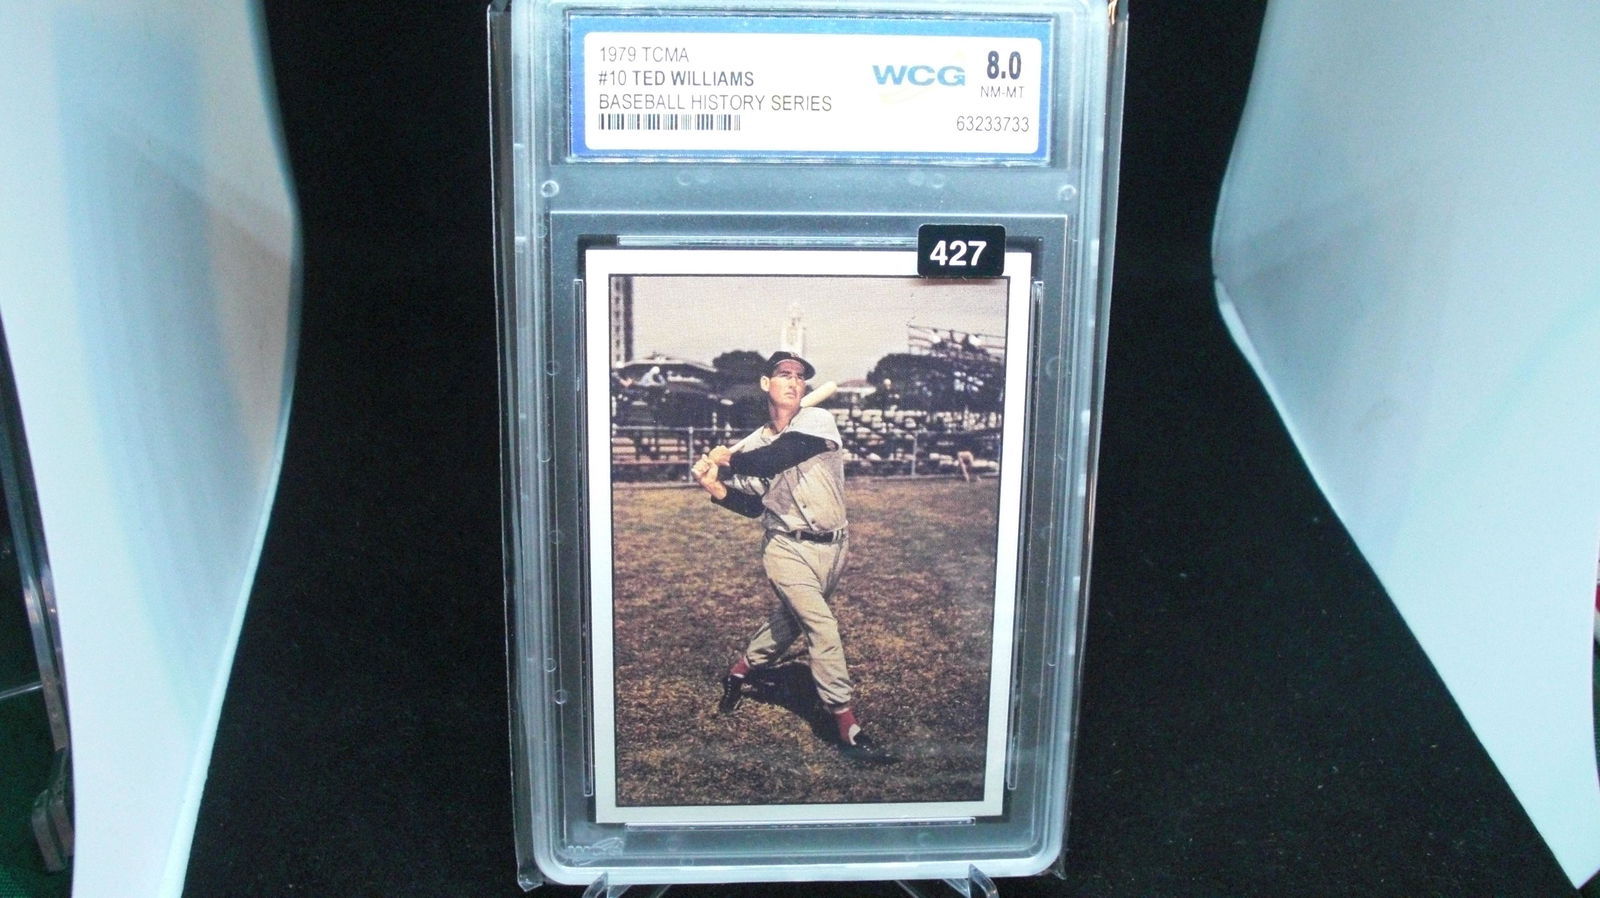 1979 TCMA
#10 TED WILLIAMS
BASEBALL HISTORY SERIES
WCG
8.0
NM-MT
63233733
427